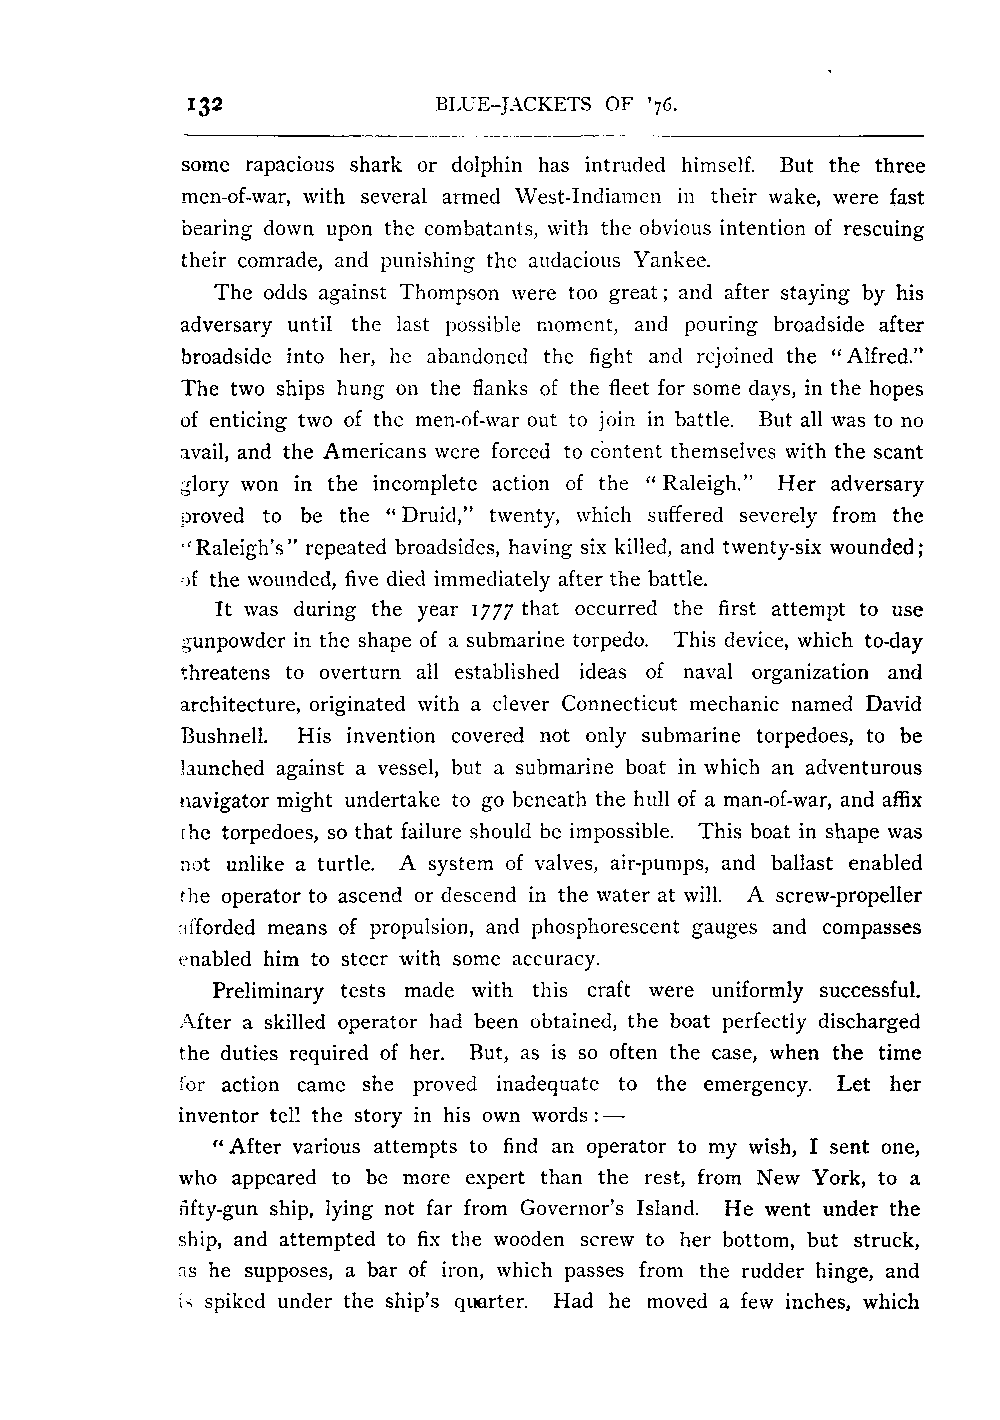 132 BLUE-JACKETS OF '76.
some rapacious shark or dolphin has intruded himself. But the three
men-of-war, with several armed West-Indiamen in their wake, were fast
bearing down upon the combatants, with the obvious intention of rescuing
their comrade, and punishing the audacious Yankee.
The odds against Thompson were too great; and after staying by his
adversary until the last possible moment, and pouring broadside after
broadside into her, he abandoned the fight and rejoined the "Alfred."
The two ships hung on the flanks of the fleet for some days, in the hopes
of enticing two of the men-of-war out to join in battle. But all was to no
avail, and the Americans were forced to content themselves with the scant
glory won in the incomplete action of the "Raleigh." Her adversary
proved to be the "Druid," twenty, which suffered severely from the
"Raleigh's" repeated broadsides, having six killed, and twenty-six wounded;
of the wounded, five died immediately after the battle.
It was during the year 1777 that occurred the first attempt to use
gunpowder in the shape of a submarine torpedo. This device, which to-day
threatens to overturn all established ideas of naval organization and
architecture, originated with a clever Connecticut mechanic named David
Bushnell. His invention covered not only submarine torpedoes, to be
launched against a vessel, but a submarine boat in which an adventurous
navigator might undertake to go beneath the hull of a man-of-war, and affix
the torpedoes, so that failure should be impossible. This boat in shape was
not unlike a turtle. A system of valves, air-pumps, and ballast enabled
the operator to ascend or descend in the water at will. A screw-propeller
afforded means of propulsion, and phosphorescent gauges and compasses
enabled him to steer with some accuracy.
Preliminary tests made with this craft were uniformly successful.
After a skilled operator had been obtained, the boat perfectly discharged
the duties required of her. But, as is so often the case, when the time
for action came she proved inadequate to the emergency. Let her
inventor tell the story in his own words:—
"After various attempts to find an operator to my wish, I sent one,
who appeared to be more expert than the rest, from New York, to a
fifty-gun ship, lying not far from Governor's Island. He went under the
ship, and attempted to fix the wooden screw to her bottom, but struck,
as he supposes, a bar of iron, which passes from the rudder hinge, and
is spiked under the ship's quarter. Had he moved a few inches, which